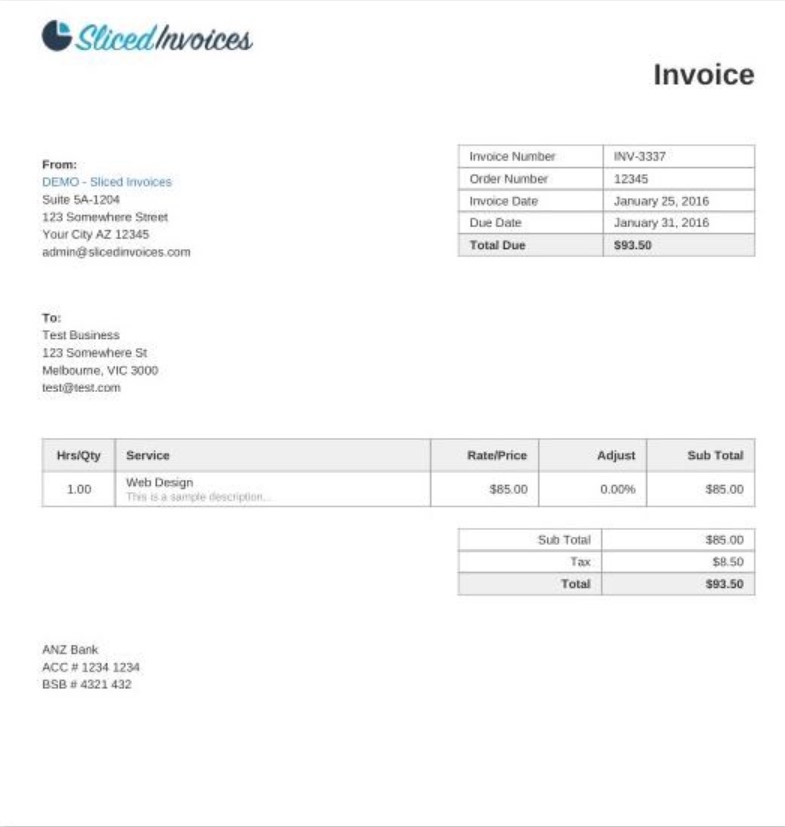 Sliced Invoices
Invoice
From:
DEMO - Sliced Invoices
Suite 5A-1204
123 Somewhere Street
Your City AZ 12345
admin@slicedinvoices.com
Invoice Number INV-3337
Order Number 12345
Invoice Date January 25, 2016
Due Date January 31, 2016
Total Due $93.50
To:
Test Business
123 Somewhere St
Melbourne, VIC 3000
test@test.com
Hrs/Qty Service Rate/Price Adjust Sub Total
1.00 Web Design $85.00 0.00% $85.00
This is a sample description...
Sub Total $85.00
Tax $8.50
Total $93.50
ANZ Bank
ACC # 1234 1234
BSB # 4321 432